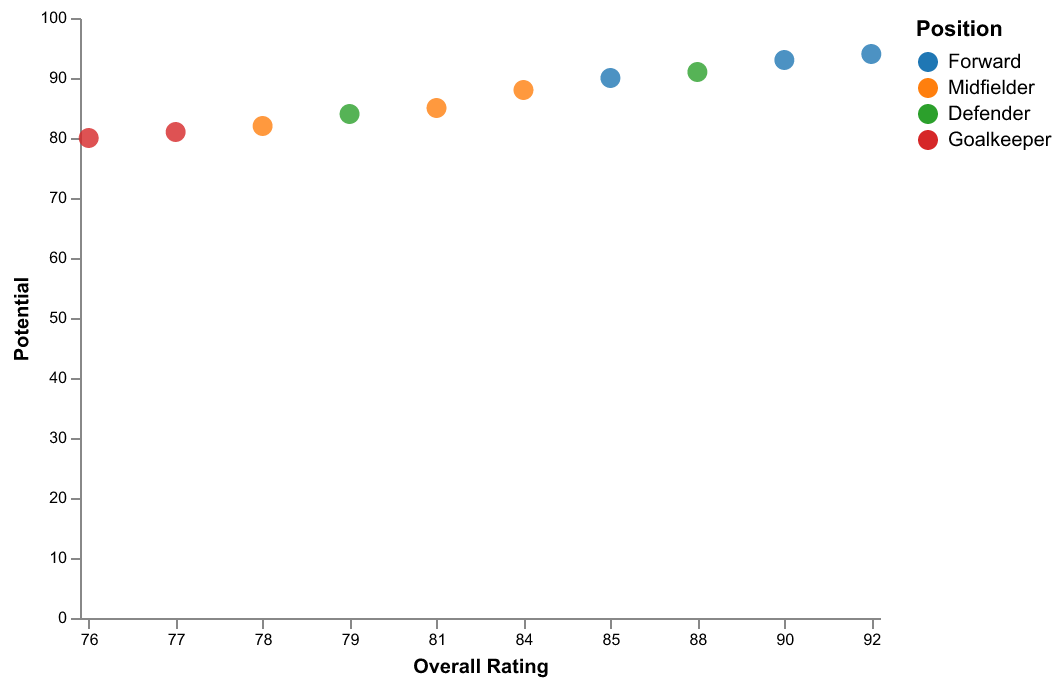 Position
Forward
Midfielder
Defender
Goalkeeper
100
90
80
70
60
50
40
30
20
10
0
Potential
76 77 78 79 81 84 85 88 90 92
Overall Rating